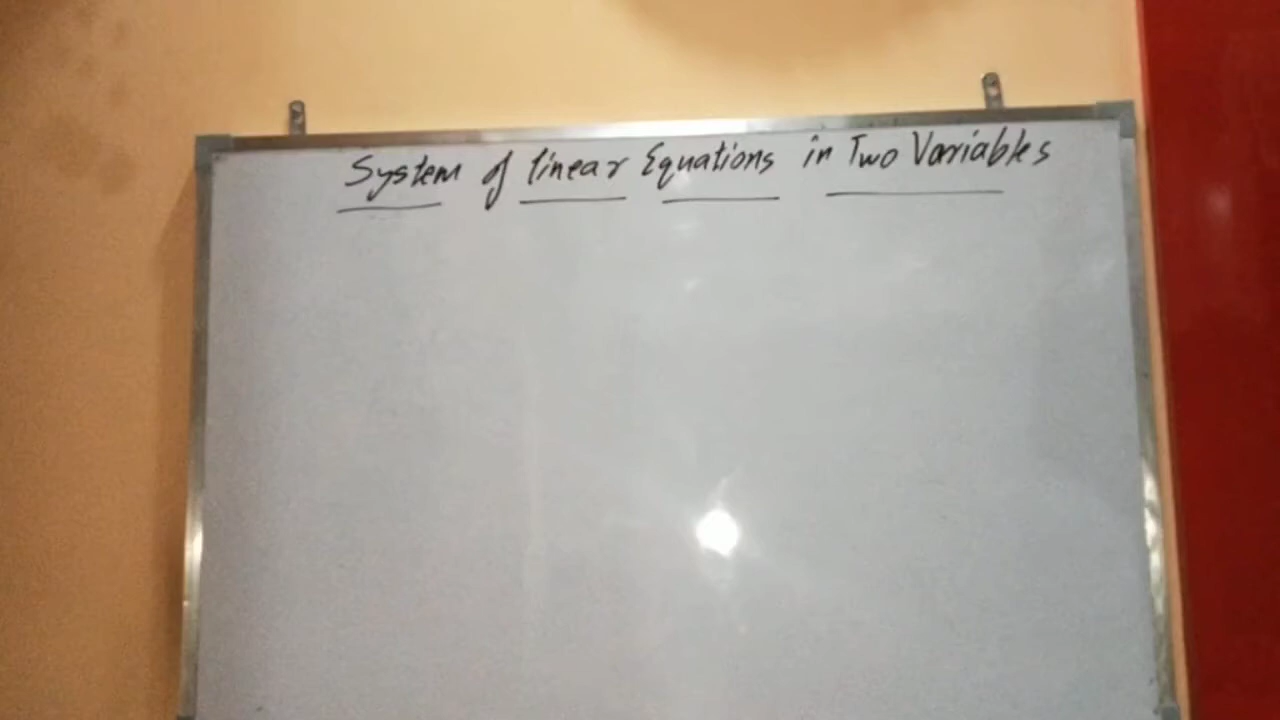 System of linear Equations in Two Variables